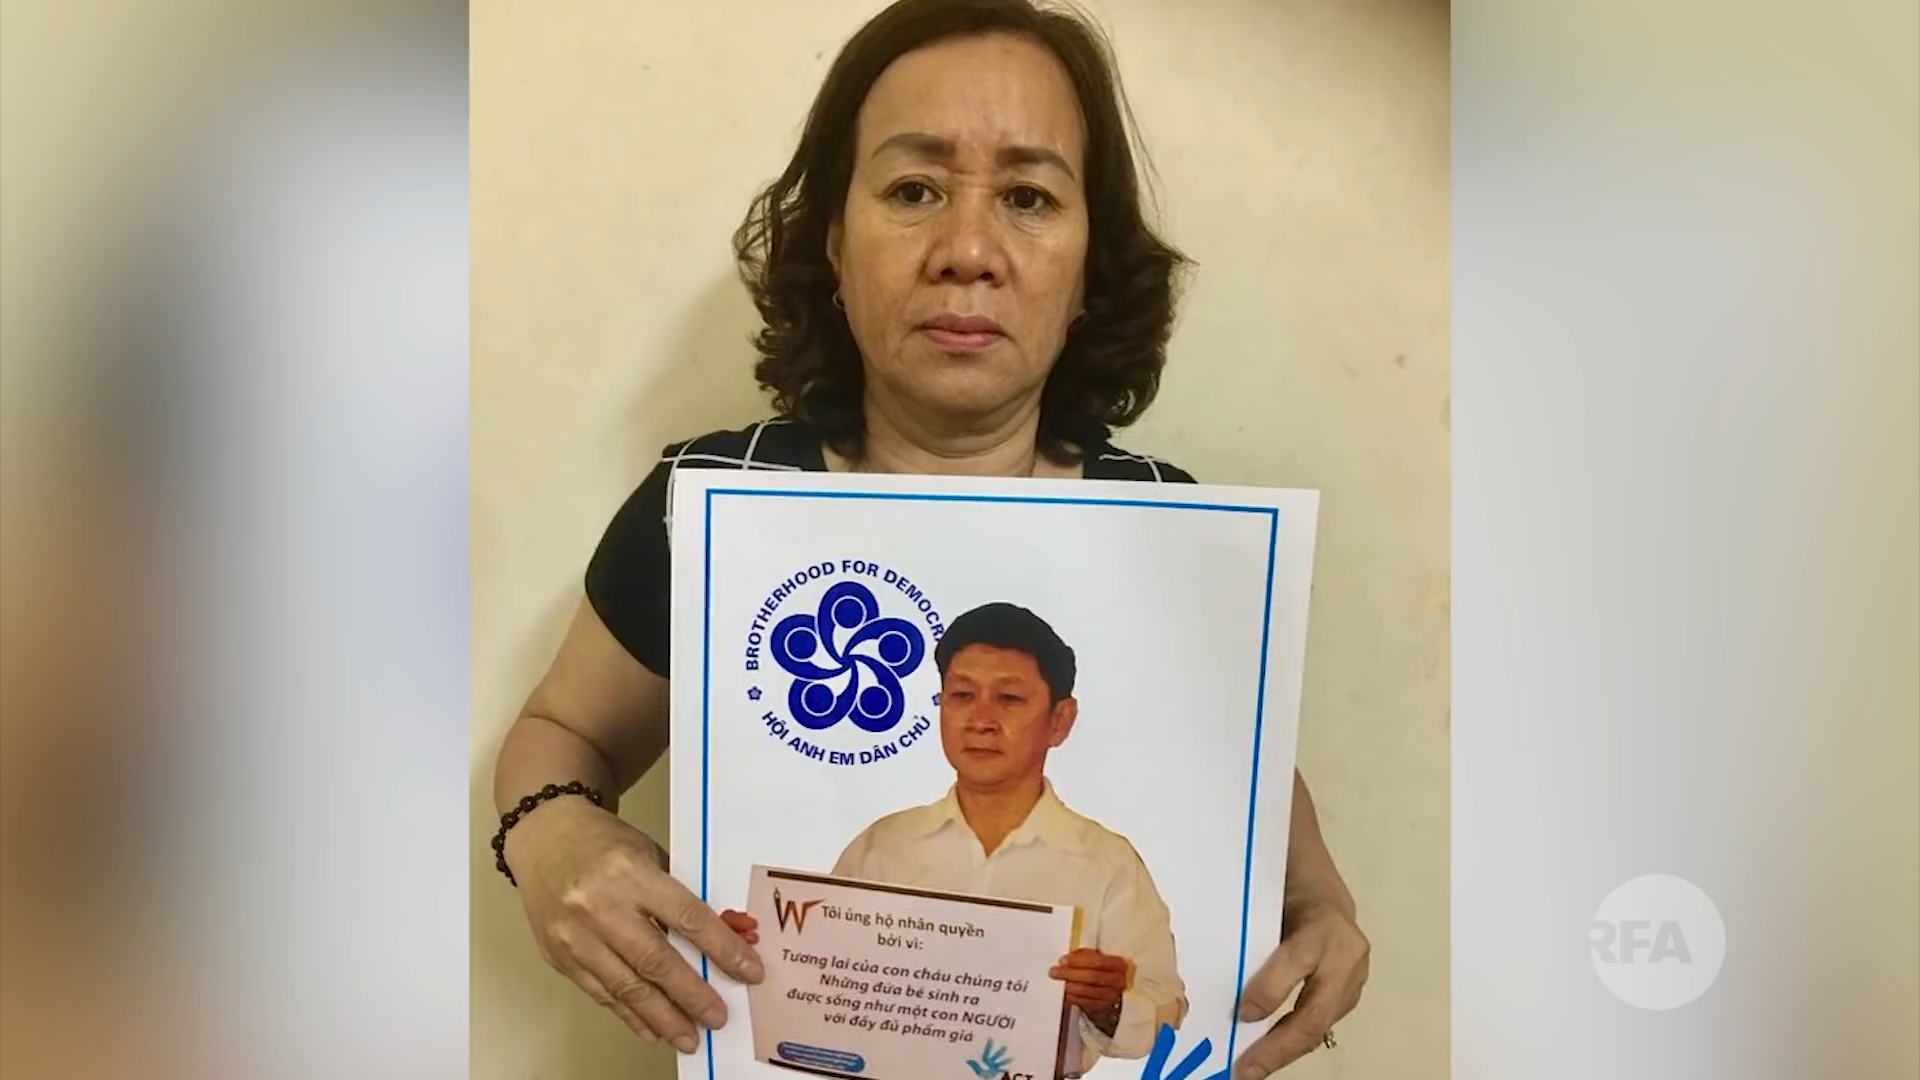 BROTHERHOOD FOR DEMOCRA
HỘI ANH EM DÂN CHỦ
W
Tôi ủng hộ nhân quyền
bởi vì:
Tương lai của con cháu chúng tôi
Những đứa bé sinh ra
được sống như một con NGƯỜI
với đầy đủ phẩm giá
ACT
RFA